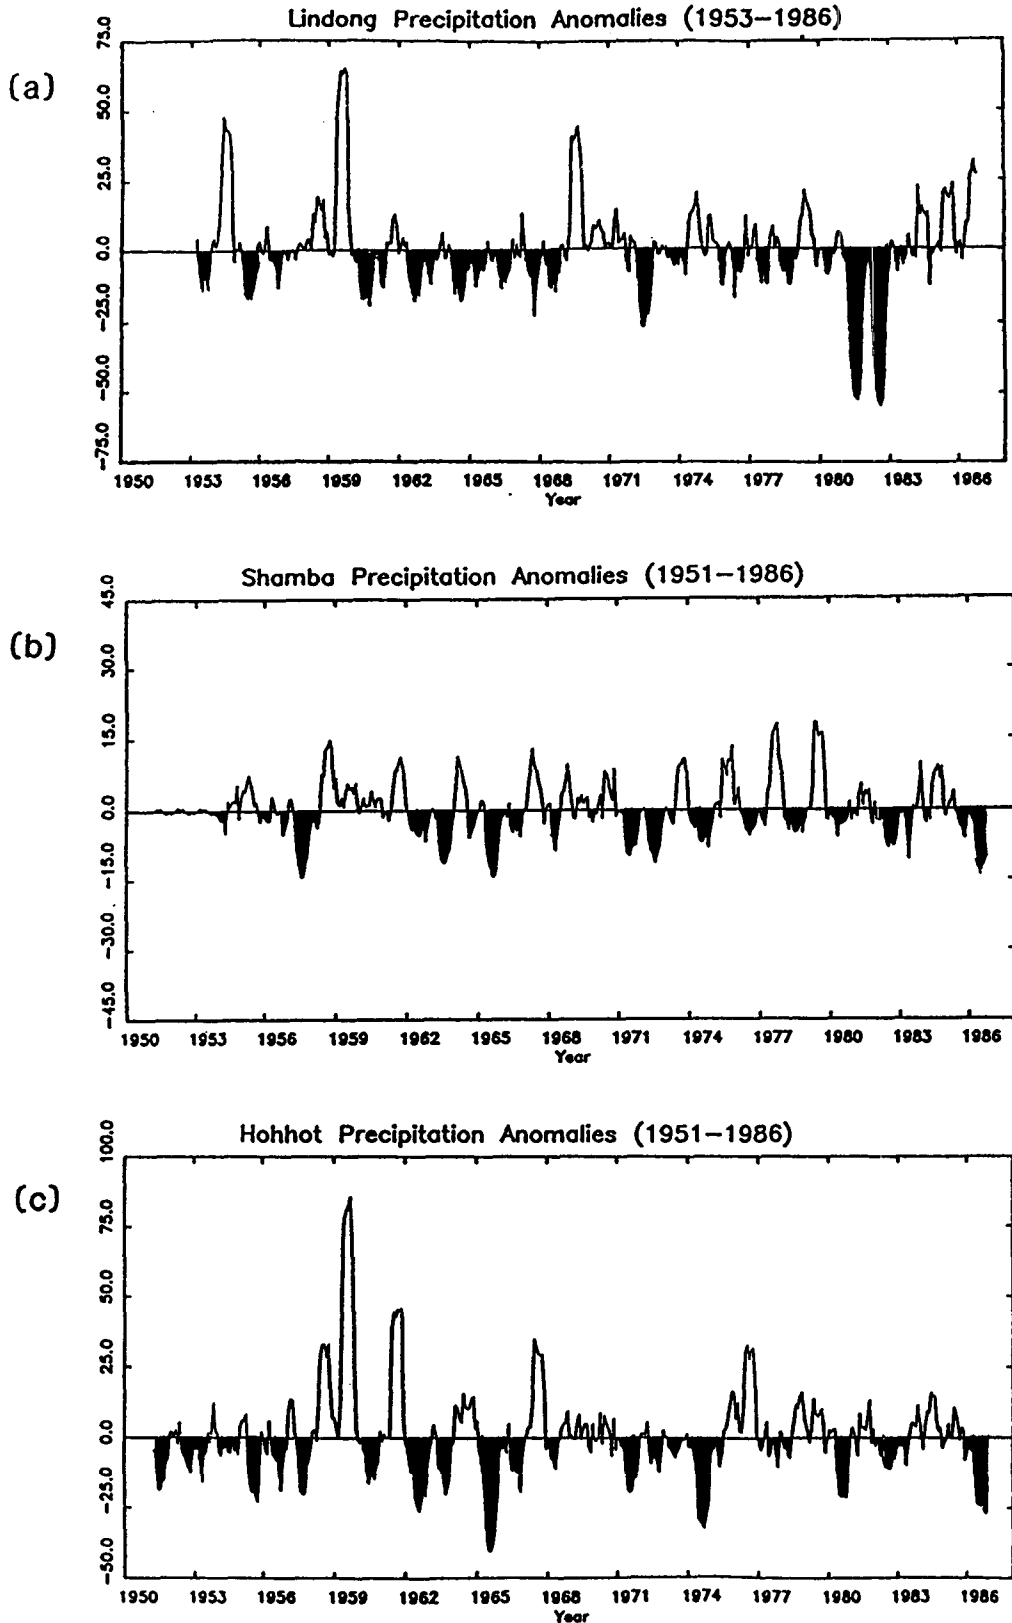 Lindong Precipitation Anomalies (1953–1986)
(a)
75.0
50.0
25.0
0.0
−25.0
−50.0
−75.0
1950 1953 1956 1959 1962 1965 1968 1971 1974 1977 1980 1983 1986
Year
Shamba Precipitation Anomalies (1951–1986)
(b)
45.0
30.0
15.0
0.0
−15.0
−30.0
−45.0
1950 1953 1956 1959 1962 1965 1968 1971 1974 1977 1980 1983 1986
Year
Hohhot Precipitation Anomalies (1951–1986)
(c)
100.0
75.0
50.0
25.0
0.0
−25.0
−50.0
1950 1953 1956 1959 1962 1965 1968 1971 1974 1977 1980 1983 1986
Year